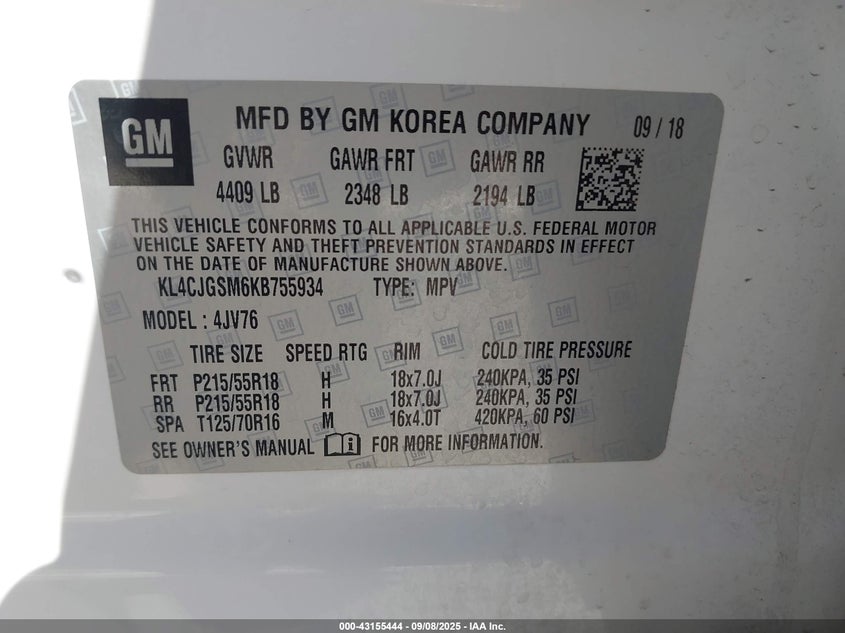 GM
MFD BY GM KOREA COMPANY 09 / 18
GVWR GAWR FRT GAWR RR
4409 LB 2348 LB 2194 LB
THIS VEHICLE CONFORMS TO ALL APPLICABLE U.S. FEDERAL MOTOR
VEHICLE SAFETY AND THEFT PREVENTION STANDARDS IN EFFECT
ON THE DATE OF MANUFACTURE SHOWN ABOVE.
KL4CJGSM6KB755934 TYPE: MPV
MODEL : 4JV76
TIRE SIZE SPEED RTG RIM COLD TIRE PRESSURE
FRT P215/55R18 H 18x7.0J 240KPA, 35 PSI
RR P215/55R18 H 18x7.0J 240KPA, 35 PSI
SPA T125/70R16 M 16x4.0T 420KPA, 60 PSI
SEE OWNER'S MANUAL FOR MORE INFORMATION.
000-43155444 - 09/08/2025 - IAA Inc.